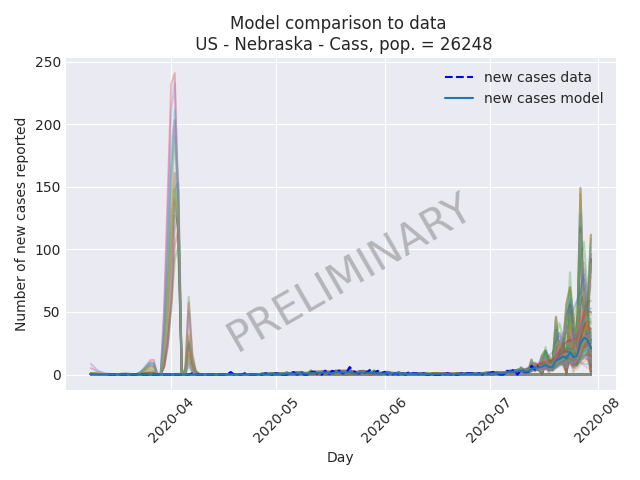 Model comparison to data
US - Nebraska - Cass, pop. = 26248
250
200
150
100
50
0
Number of new cases reported
new cases data
new cases model
PRELIMINARY
2020-04
2020-05
2020-06
2020-07
2020-08
Day